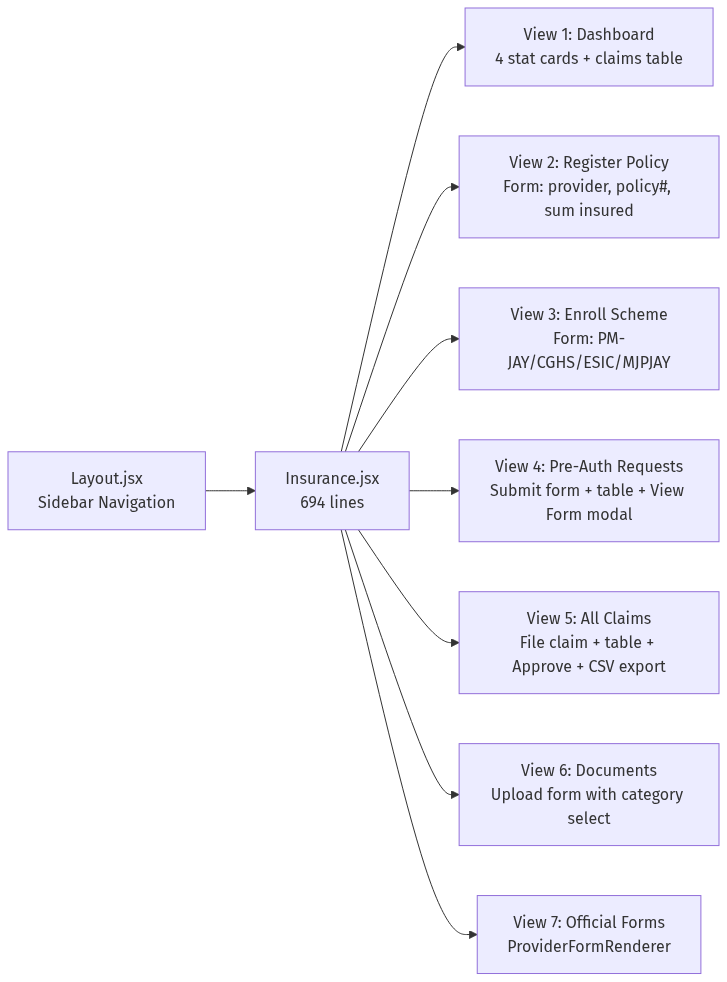 View 1: Dashboard
4 stat cards + claims table
View 2: Register Policy
Form: provider, policy#,
sum insured
View 3: Enroll Scheme
Form: PM-
JAY/CGHS/ESIC/MJPJAY
Layout.jsx
Sidebar Navigation
Insurance.jsx
694 lines
View 4: Pre-Auth Requests
Submit form + table + View
Form modal
View 5: All Claims
File claim + table +
Approve + CSV export
View 6: Documents
Upload form with category
select
View 7: Official Forms
ProviderFormRenderer